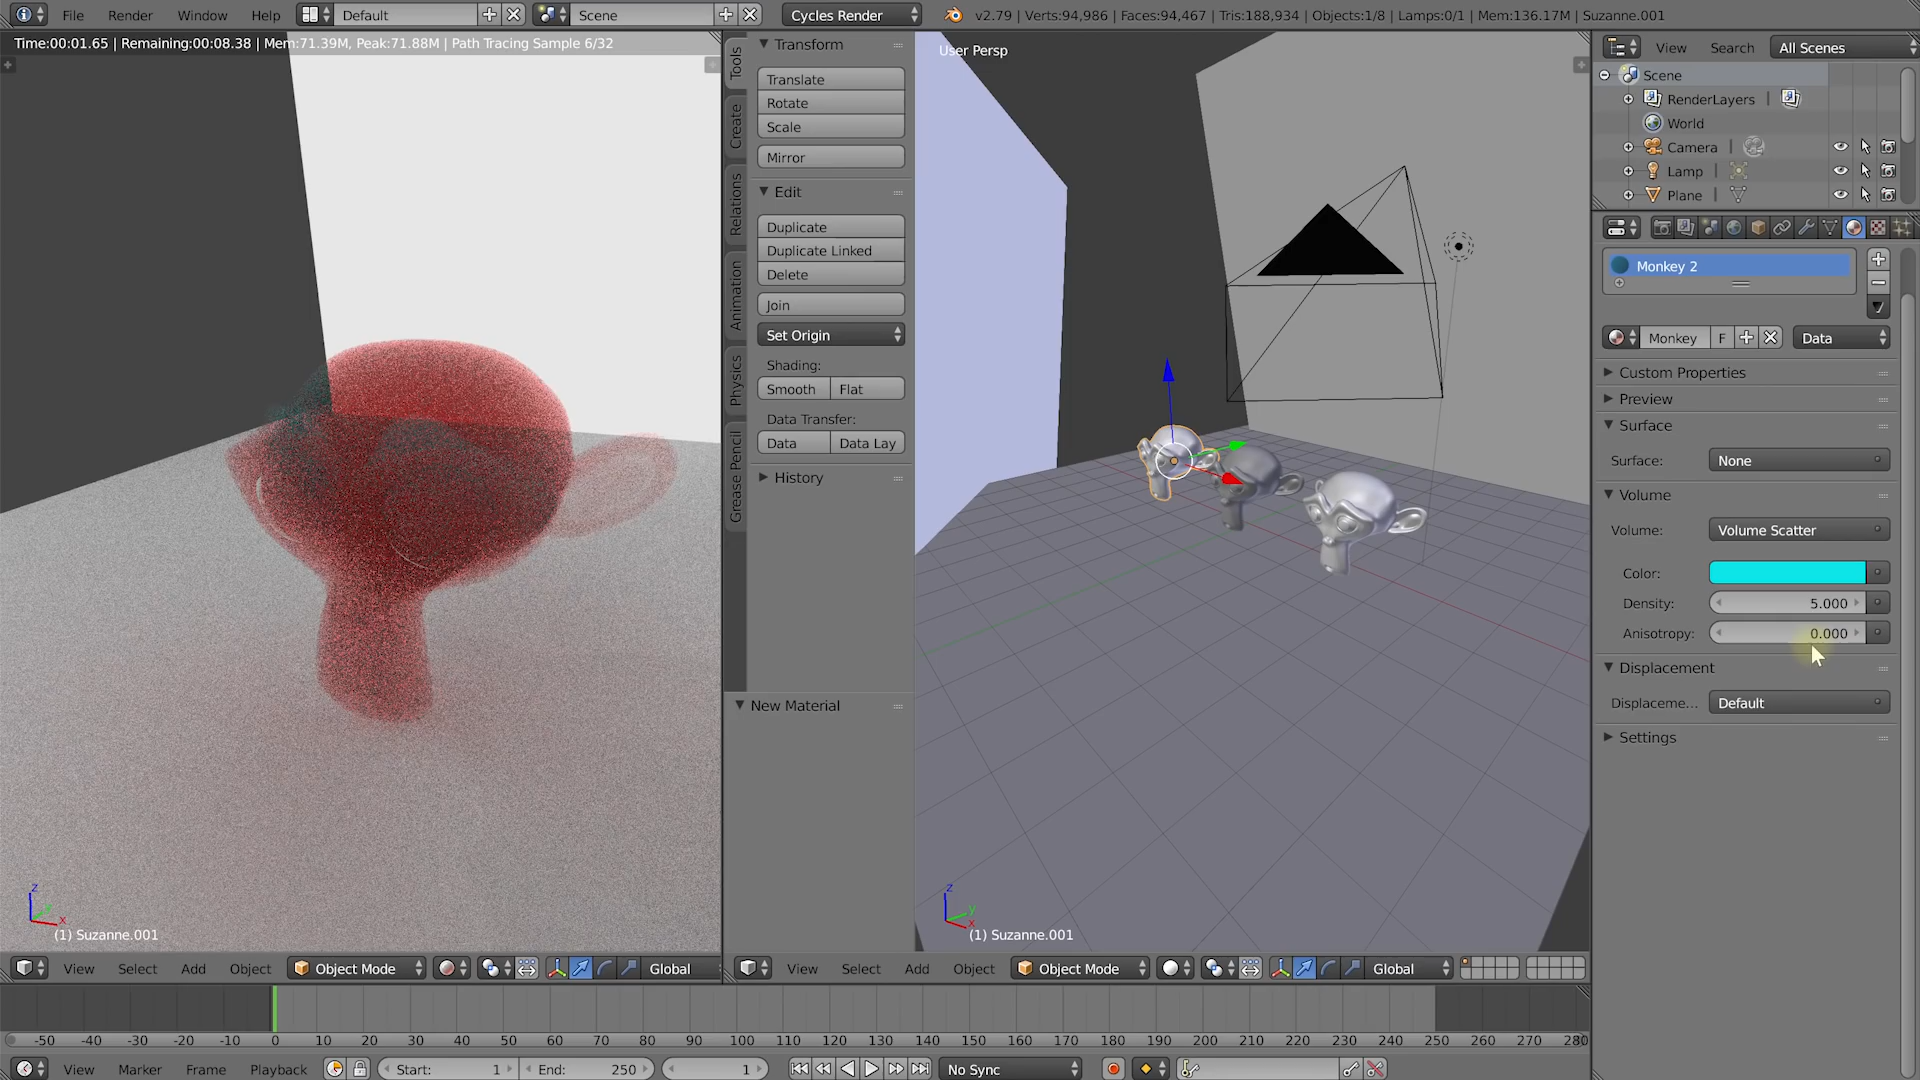 File Render Window Help Default Scene Cycles Render v2.79 | Verts:94,986 | Faces:94,467 | Tris:188,934 | Objects:1/8 | Lamps:0/1 | Mem:136.17M | Suzanne.001
Time:00:01.65 | Remaining:00:08.38 | Mem:71.39M, Peak:71.88M | Path Tracing Sample 6/32
Tools
Create
Relations
Animation
Physics
Grease Pencil
Transform
Translate
Rotate
Scale
Mirror
Edit
Duplicate
Duplicate Linked
Delete
Join
Set Origin
Shading:
Smooth Flat
Data Transfer:
Data Data Lay
History
New Material
User Persp
z
y
x
(1) Suzanne.001
z
y
x
(1) Suzanne.001
View Search All Scenes
Scene
RenderLayers |
World
Camera |
Lamp |
Plane |
Monkey 2
Monkey F Data
Custom Properties
Preview
Surface
Surface: None
Volume
Volume: Volume Scatter
Color:
Density: 5.000
Anisotropy: 0.000
Displacement
Displaceme... Default
Settings
View Select Add Object Object Mode Global
View Select Add Object Object Mode Global
-50 -40 -30 -20 -10 0 10 20 30 40 50 60 70 80 90 100 110 120 130 140 150 160 170 180 190 200 210 220 230 240 250 260 270 280
View Marker Frame Playback Start: 1 End: 250 1 No Sync